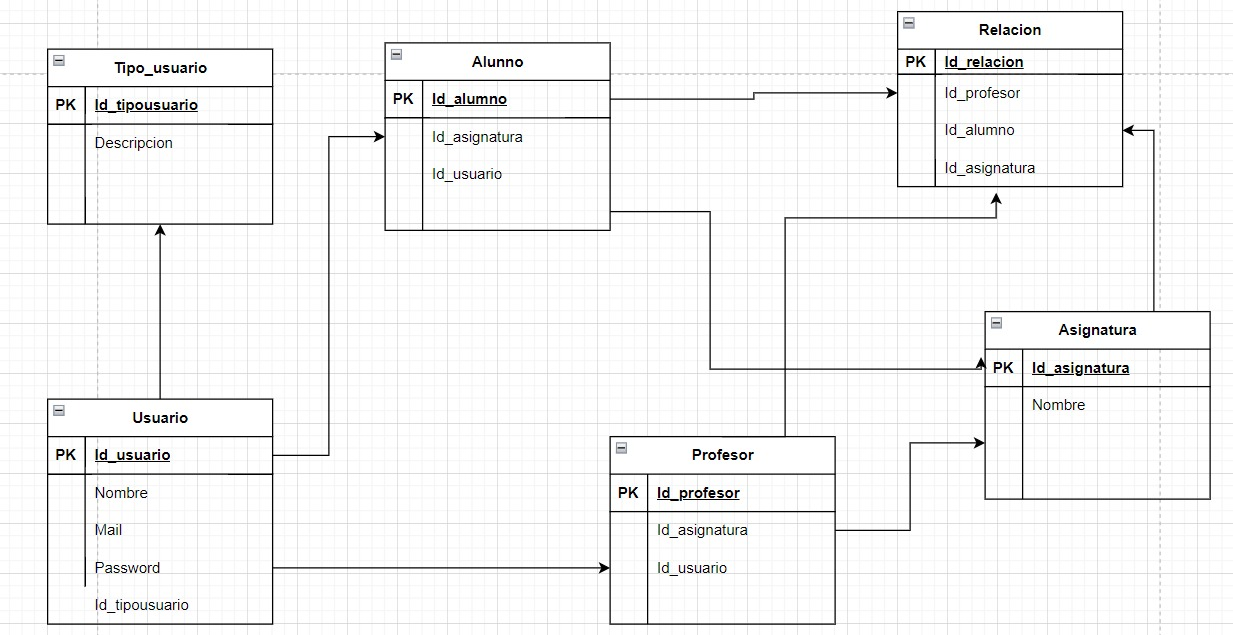 Tipo_usuario
PK Id_tipousuario
Descripcion
Alunno
PK Id_alumno
Id_asignatura
Id_usuario
Relacion
PK Id_relacion
Id_profesor
Id_alumno
Id_asignatura
Usuario
PK Id_usuario
Nombre
Mail
Password
Id_tipousuario
Profesor
PK Id_profesor
Id_asignatura
Id_usuario
Asignatura
PK Id_asignatura
Nombre